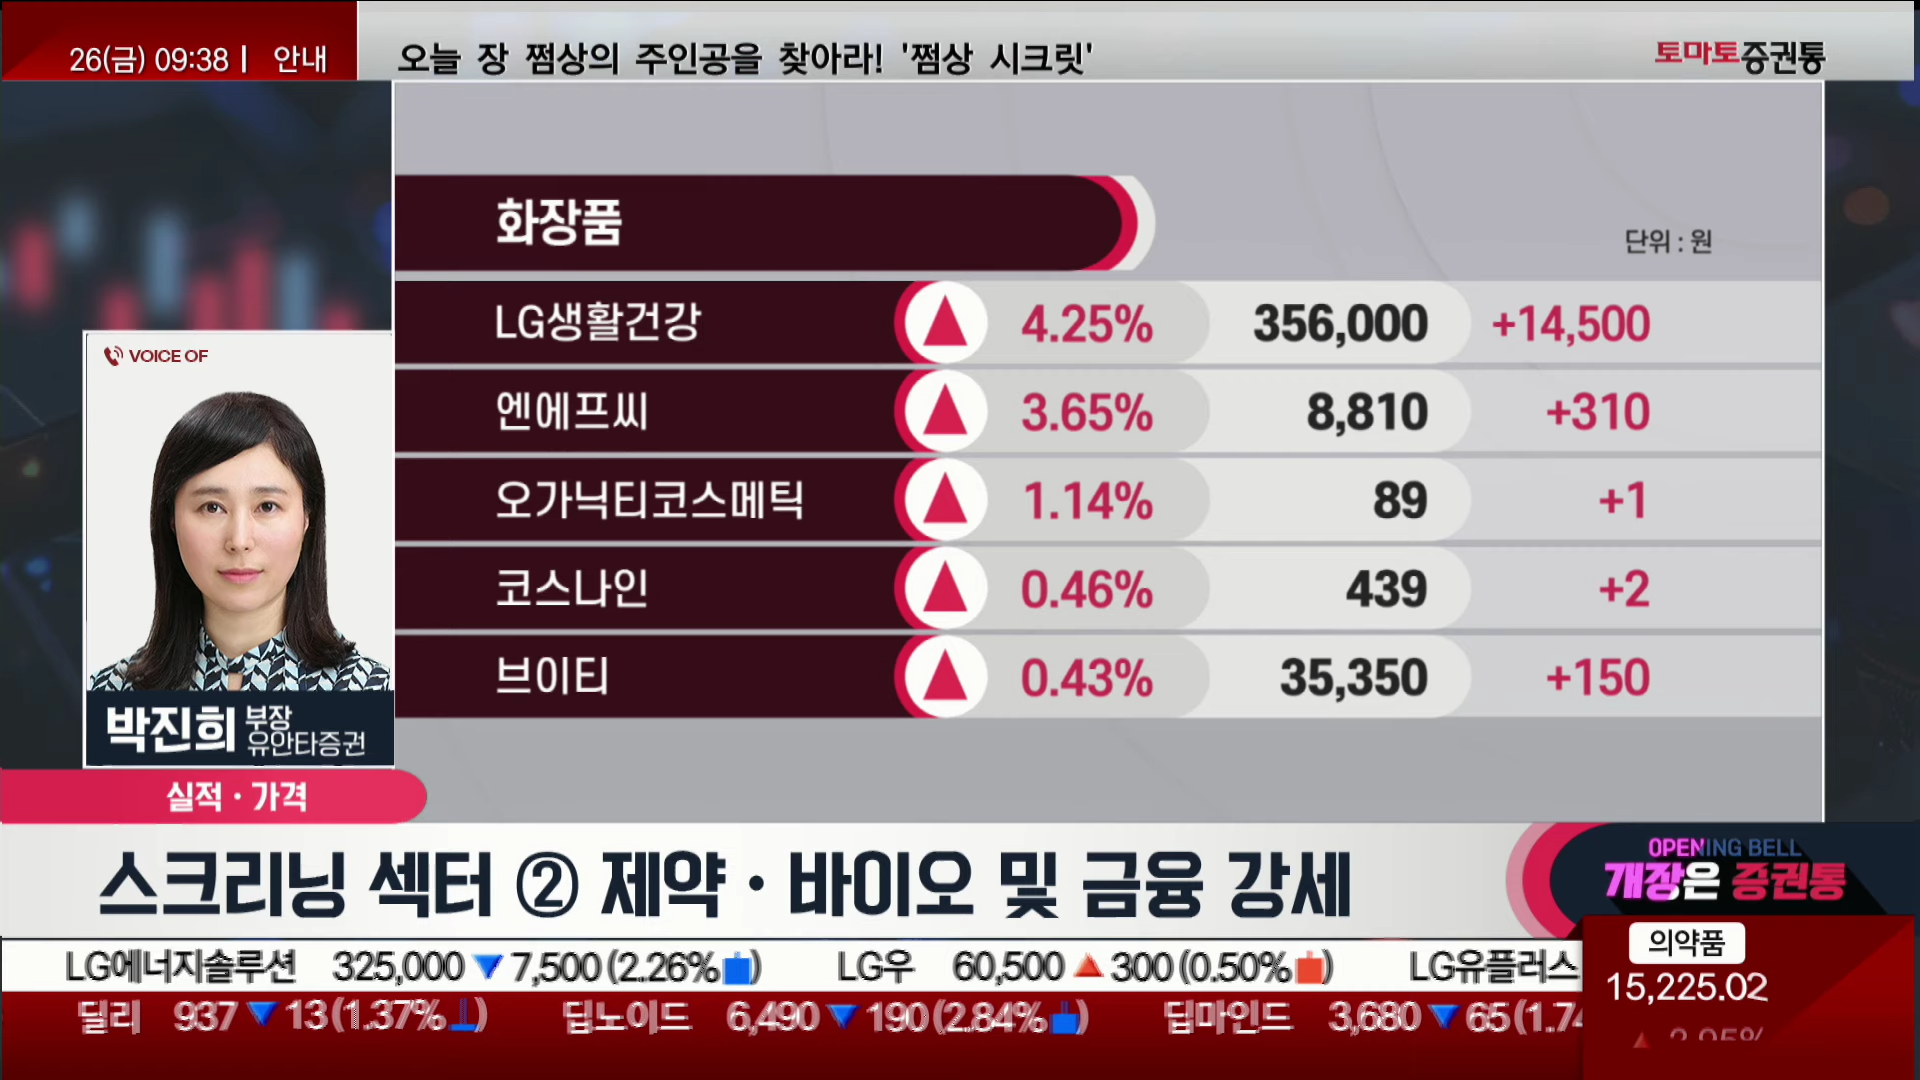 26(금) 09:38 | 안내
오늘 장 쩜상의 주인공을 찾아라! '쩜상 시크릿'
토마토증권통
화장품
단위 : 원
LG생활건강 ▲ 4.25% 356,000 +14,500
엔에프씨 ▲ 3.65% 8,810 +310
오가닉티코스메틱 ▲ 1.14% 89 +1
코스나인 ▲ 0.46% 439 +2
브이티 ▲ 0.43% 35,350 +150
VOICE OF
박진희 부장
유안타증권
실적·가격
스크리닝 섹터 ② 제약·바이오 및 금융 강세
OPENING BELL
개장은 증권통
LG에너지솔루션 325,000 ▼ 7,500 (2.26%) LG우 60,500 ▲ 300 (0.50%) LG유플러스
딜리 937 ▼ 13 (1.37%) 딥노이드 6,490 ▼ 190 (2.84%) 딥마인드 3,680 ▼ 65 (1.74
의약품
15,225.02